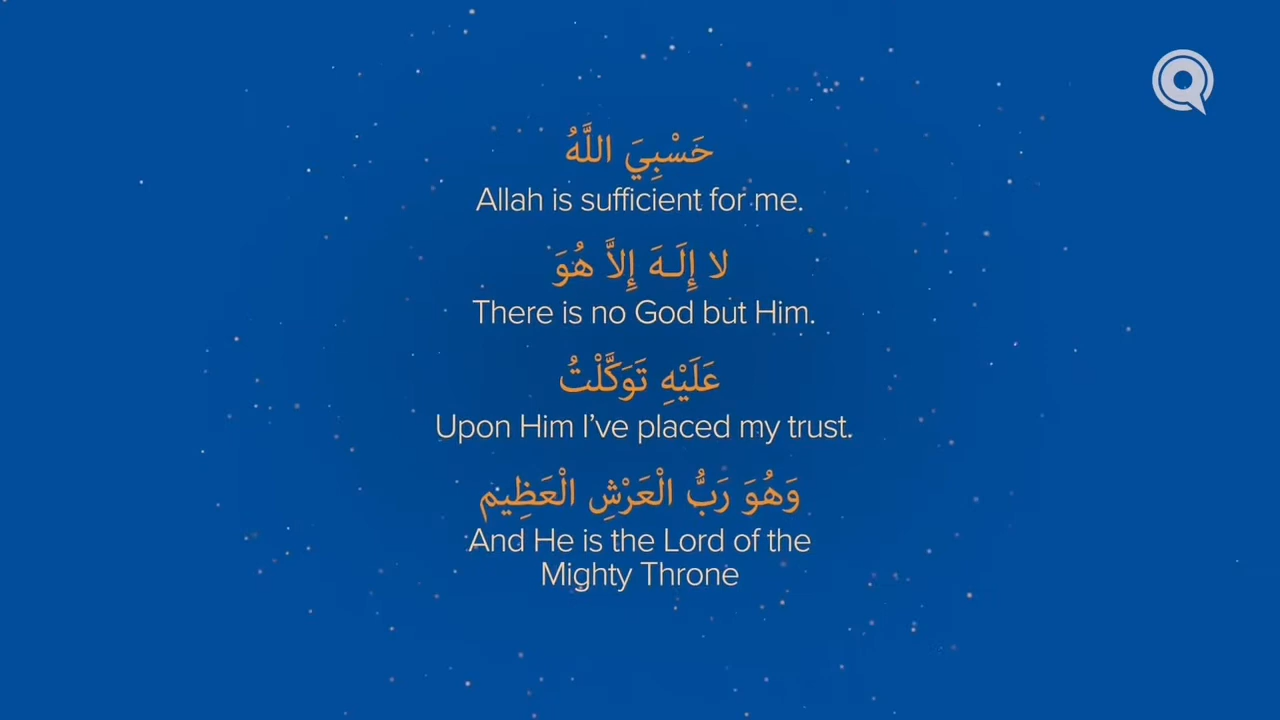 حَسْبِيَ اللَّهُ
Allah is sufficient for me.
لا إِلَـهَ إِلاَّ هُوَ
There is no God but Him.
عَلَيْهِ تَوَكَّلْتُ
Upon Him I’ve placed my trust.
وَهُوَ رَبُّ الْعَرْشِ الْعَظِيم
And He is the Lord of the
Mighty Throne